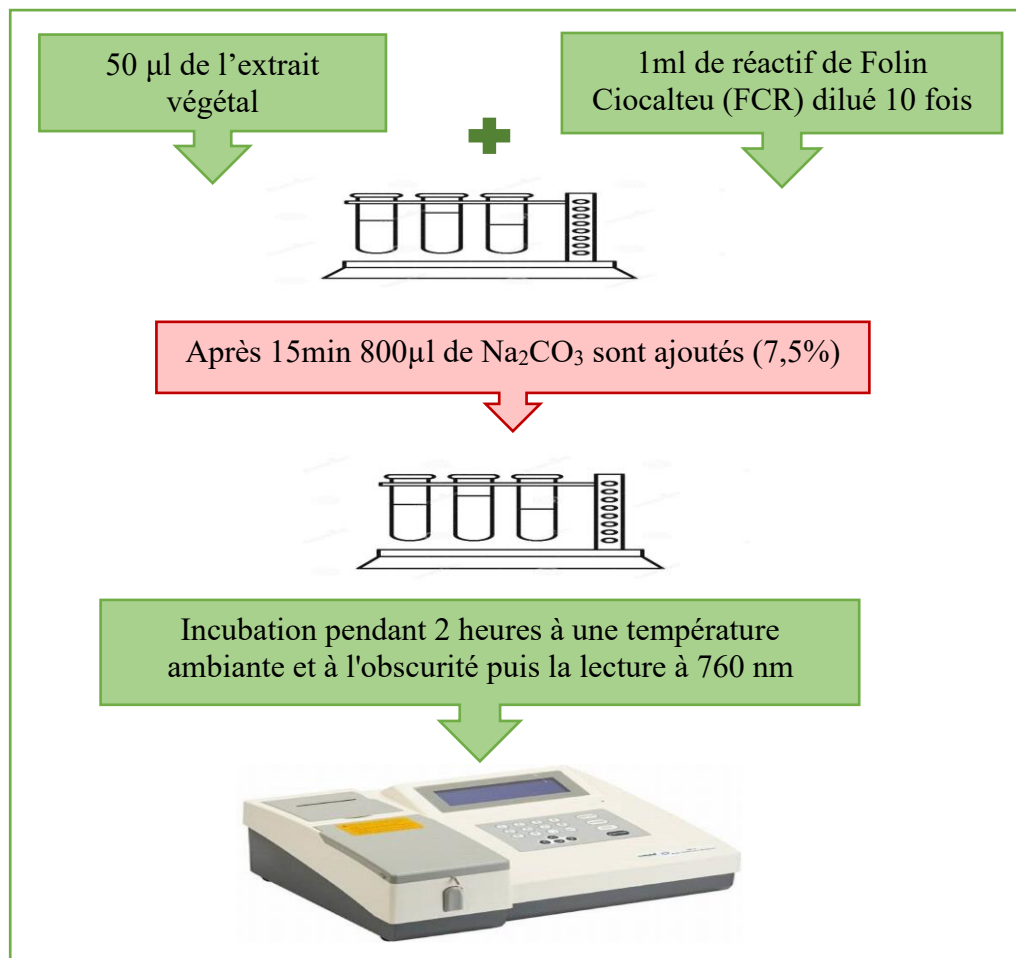 50 µl de l’extrait
végétal
1ml de réactif de Folin
Ciocalteu (FCR) dilué 10 fois
Après 15min 800µl de Na₂CO₃ sont ajoutés (7,5%)
Incubation pendant 2 heures à une température
ambiante et à l'obscurité puis la lecture à 760 nm